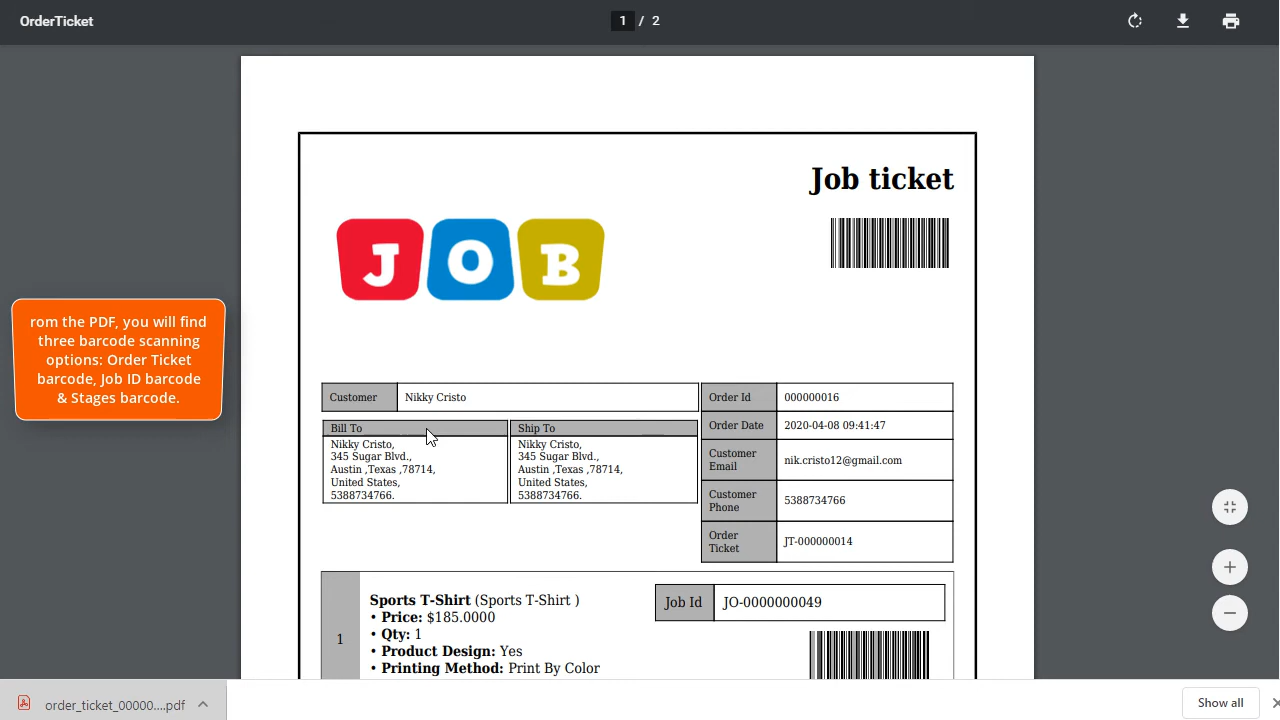 OrderTicket
1 / 2
Job ticket
JOB
rom the PDF, you will find
three barcode scanning
options: Order Ticket
barcode, Job ID barcode
& Stages barcode.
Customer Nikky Cristo
Bill To
Nikky Cristo,
345 Sugar Blvd.,
Austin ,Texas ,78714,
United States,
5388734766.
Ship To
Nikky Cristo,
345 Sugar Blvd.,
Austin ,Texas ,78714,
United States,
5388734766.
Order Id 000000016
Order Date 2020-04-08 09:41:47
Customer
Email nik.cristo12@gmail.com
Customer
Phone 5388734766
Order
Ticket JT-000000014
1
Sports T-Shirt (Sports T-Shirt )
• Price: $185.0000
• Qty: 1
• Product Design: Yes
• Printing Method: Print By Color
Job Id JO-0000000049
order_ticket_00000....pdf
Show all